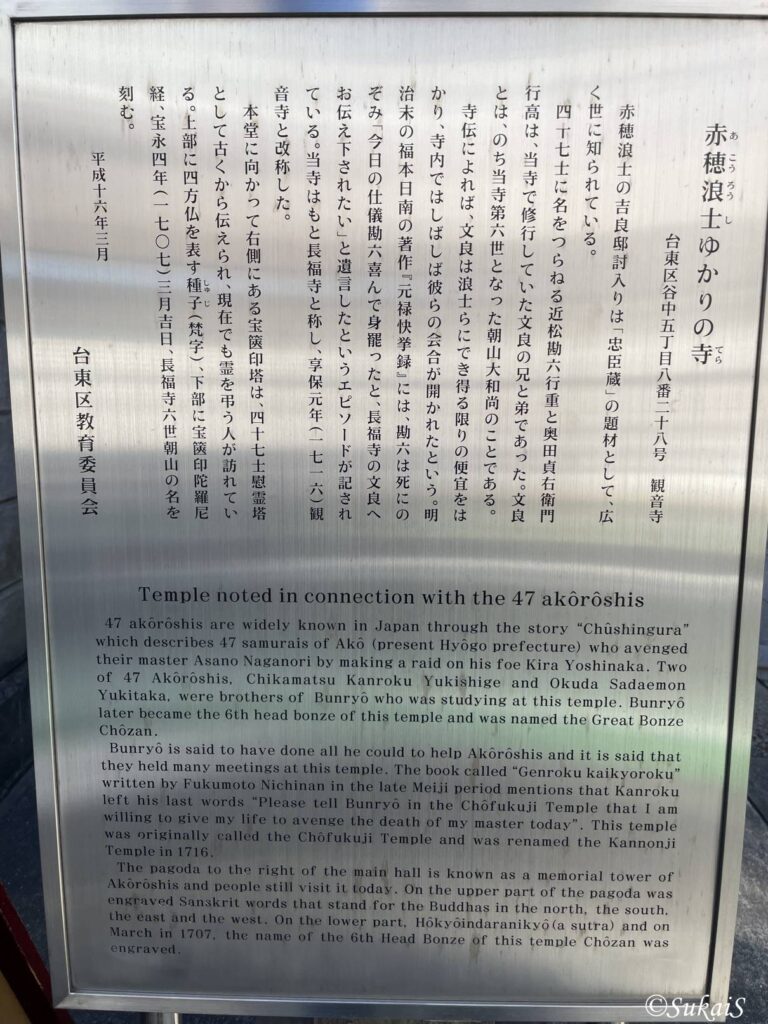 赤穂浪士ゆかりの寺
あこうろうし
てら
台東区谷中五丁目八番二十八号　観音寺
赤穂浪士の吉良邸討入りは「忠臣蔵」の題材として、広
く世に知られている。
四十七士に名をつらねる近松勘六行重と奥田貞右衛門
行高は、当寺で修行していた文良の兄と弟であった。文良
とは、のち当寺第六世となった朝山大和尚のことである。
寺伝によれば、文良は浪士らにでき得る限りの便宜をは
かり、寺内ではしばしば彼らの会合が開かれたという。明
治末の福本日南の著作『元禄快挙録』には、勘六は死にの
ぞみ「今日の仕儀勘六喜んで身罷ったと、長福寺の文良へ
お伝え下されたい」と遺言したというエピソードが記され
ている。当寺はもと長福寺と称し、享保元年(一七一六)観
音寺と改称した。
本堂に向かって右側にある宝篋印塔は、四十七士慰霊塔
として古くから伝えられ、現在でも霊を弔う人が訪れてい
る。上部に四方仏を表す種子(梵字)、下部に宝篋印陀羅尼
しゅじ
経、宝永四年(一七〇七)三月吉日、長福寺六世朝山の名を
刻む。
平成十六年三月
台東区教育委員会
Temple noted in connection with the 47 akôrôshis
47 akôrôshis are widely known in Japan through the story "Chûshingura"
which describes 47 samurais of Akô (present Hyôgo prefecture) who avenged
their master Asano Naganori by making a raid on his foe Kira Yoshinaka. Two
of 47 Akôrôshis, Chikamatsu Kanroku Yukishige and Okuda Sadaemon
Yukitaka, were brothers of Bunryô who was studying at this temple. Bunryô
later became the 6th head bonze of this temple and was named the Great Bonze
Chôzan.
Bunryô is said to have done all he could to help Akôrôshis and it is said that
they held many meetings at this temple. The book called "Genroku kaikyoroku"
written by Fukumoto Nichinan in the late Meiji period mentions that Kanroku
left his last words "Please tell Bunryô in the Chôfukuji Temple that I am
willing to give my life to avenge the death of my master today". This temple
was originally called the Chôfukuji Temple and was renamed the Kannonji
Temple in 1716.
The pagoda to the right of the main hall is known as a memorial tower of
Akôrôshis and people still visit it today. On the upper part of the pagoda was
engraved Sanskrit words that stand for the Buddhas in the north, the south,
the east and the west. On the lower part, Hôkyôindaranikyô(a sutra) and on
March in 1707, the name of the 6th Head Bonze of this temple Chôzan was
engraved.
©SukaiS